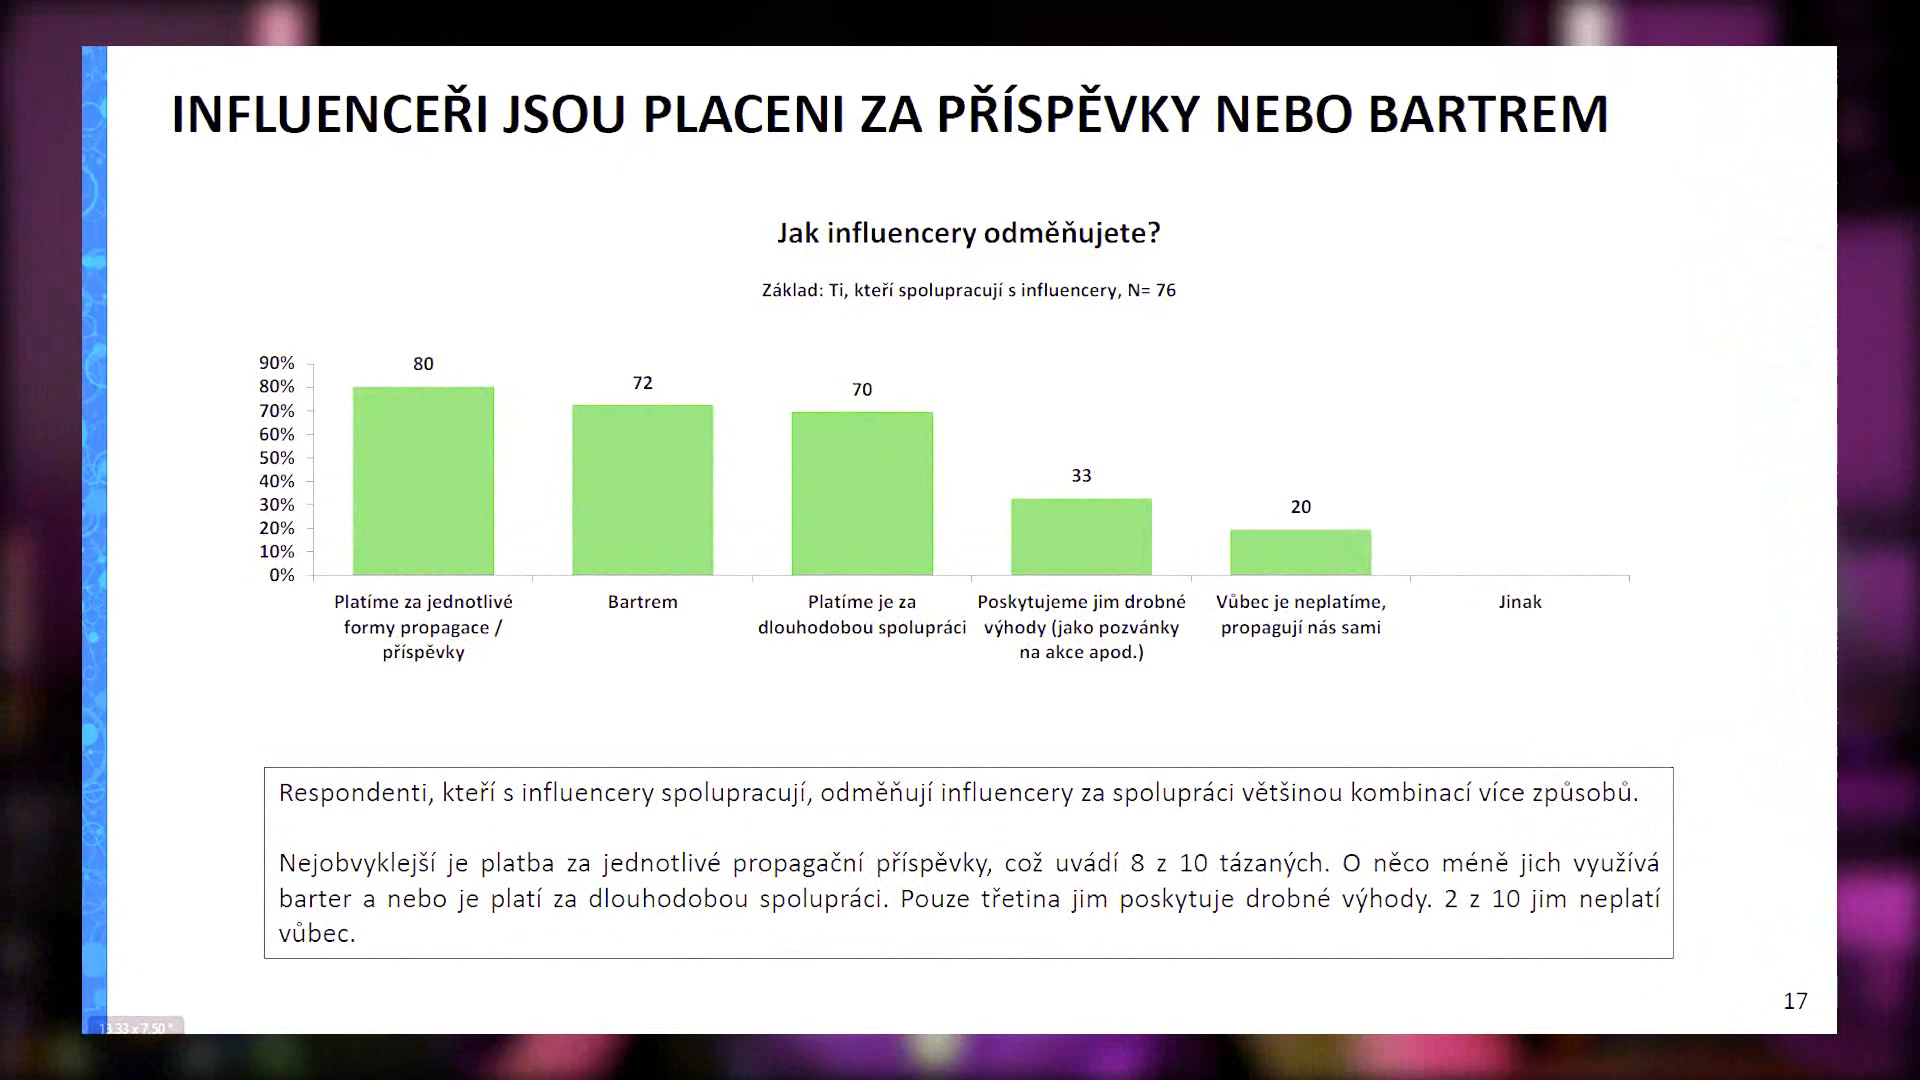 INFLUENCEŘI JSOU PLACENI ZA PŘÍSPĚVKY NEBO BARTREM
Jak influencery odměňujete?
Základ: Ti, kteří spolupracují s influencery, N= 76
90%
80%
70%
60%
50%
40%
30%
20%
10%
0%
80
72
70
33
20
Platíme za jednotlivé
formy propagace /
příspěvky
Bartrem
Platíme je za
dlouhodobou spolupráci
Poskytujeme jim drobné
výhody (jako pozvánky
na akce apod.)
Vůbec je neplatíme,
propagují nás sami
Jinak
Respondenti, kteří s influencery spolupracují, odměňují influencery za spolupráci většinou kombinací více způsobů.
Nejobvyklejší je platba za jednotlivé propagační příspěvky, což uvádí 8 z 10 tázaných. O něco méně jich využívá
barter a nebo je platí za dlouhodobou spolupráci. Pouze třetina jim poskytuje drobné výhody. 2 z 10 jim neplatí
vůbec.
17
13.33 x 7.50 "